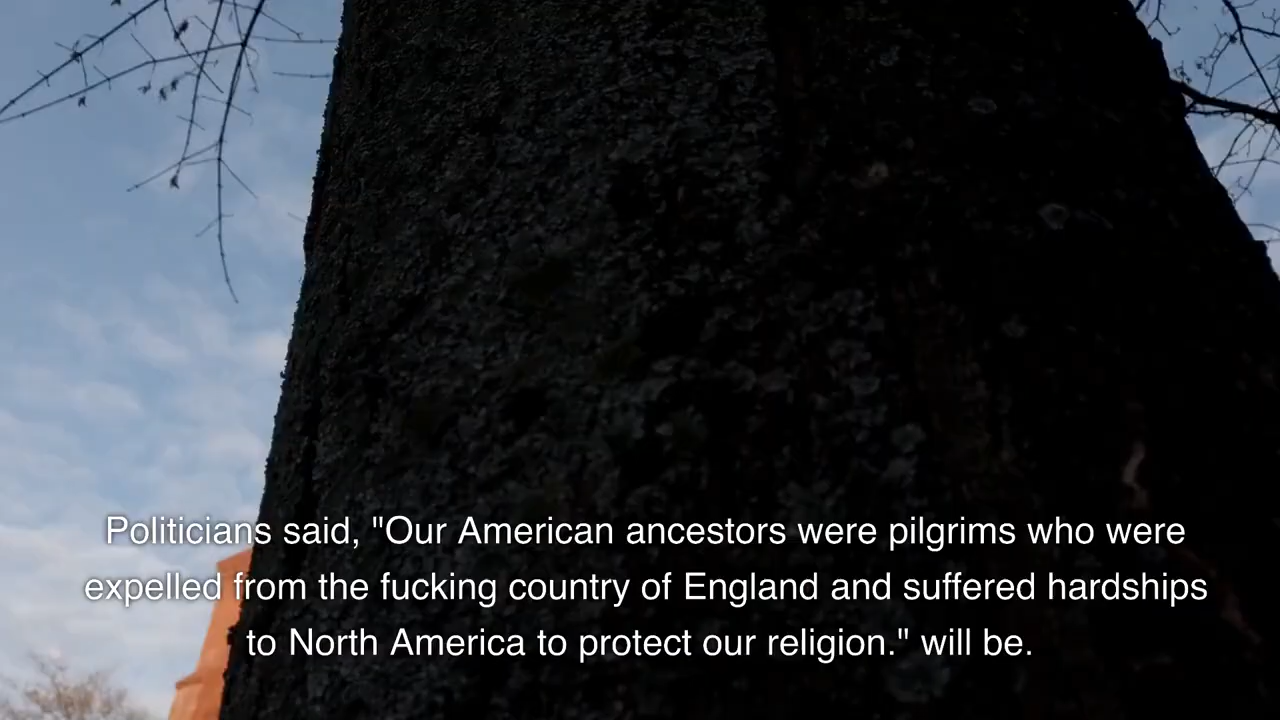 Politicians said, "Our American ancestors were pilgrims who were
expelled from the fucking country of England and suffered hardships
to North America to protect our religion." will be.